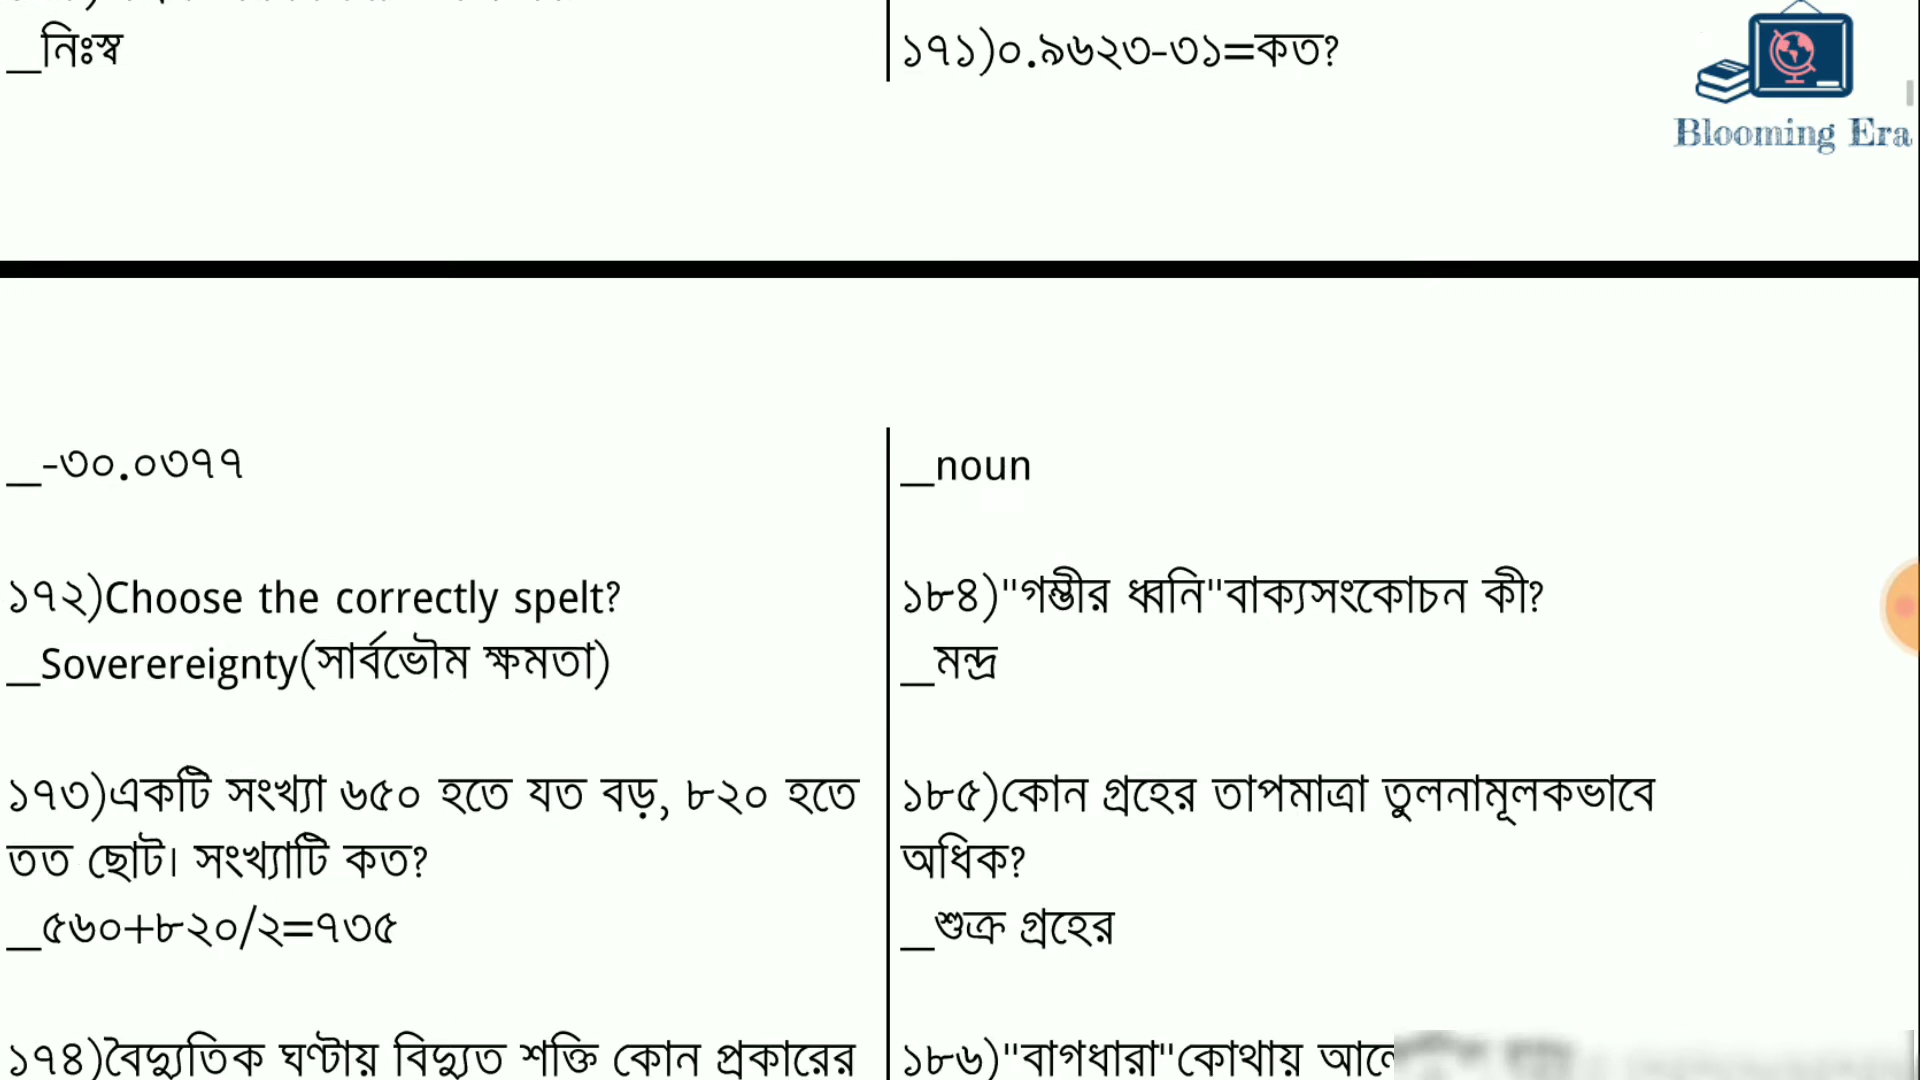 _নিঃস্ব
১৭১)০.৯৬২৩-৩১=কত?
Blooming Era
_-৩০.০৩৭৭
১৭২)Choose the correctly spelt?
_Soverereignty(সার্বভৌম ক্ষমতা)
১৭৩)একটি সংখ্যা ৬৫০ হতে যত বড়, ৮২০ হতে
তত ছোট। সংখ্যাটি কত?
_৫৬০+৮২০/২=৭৩৫
১৭৪)বৈদ্যুতিক ঘণ্টায় বিদ্যুত শক্তি কোন প্রকারের
_noun
১৮৪)"গম্ভীর ধ্বনি"বাক্যসংকোচন কী?
_মন্দ্র
১৮৫)কোন গ্রহের তাপমাত্রা তুলনামূলকভাবে
অধিক?
_শুক্র গ্রহের
১৮৬)"বাগধারা"কোথায়